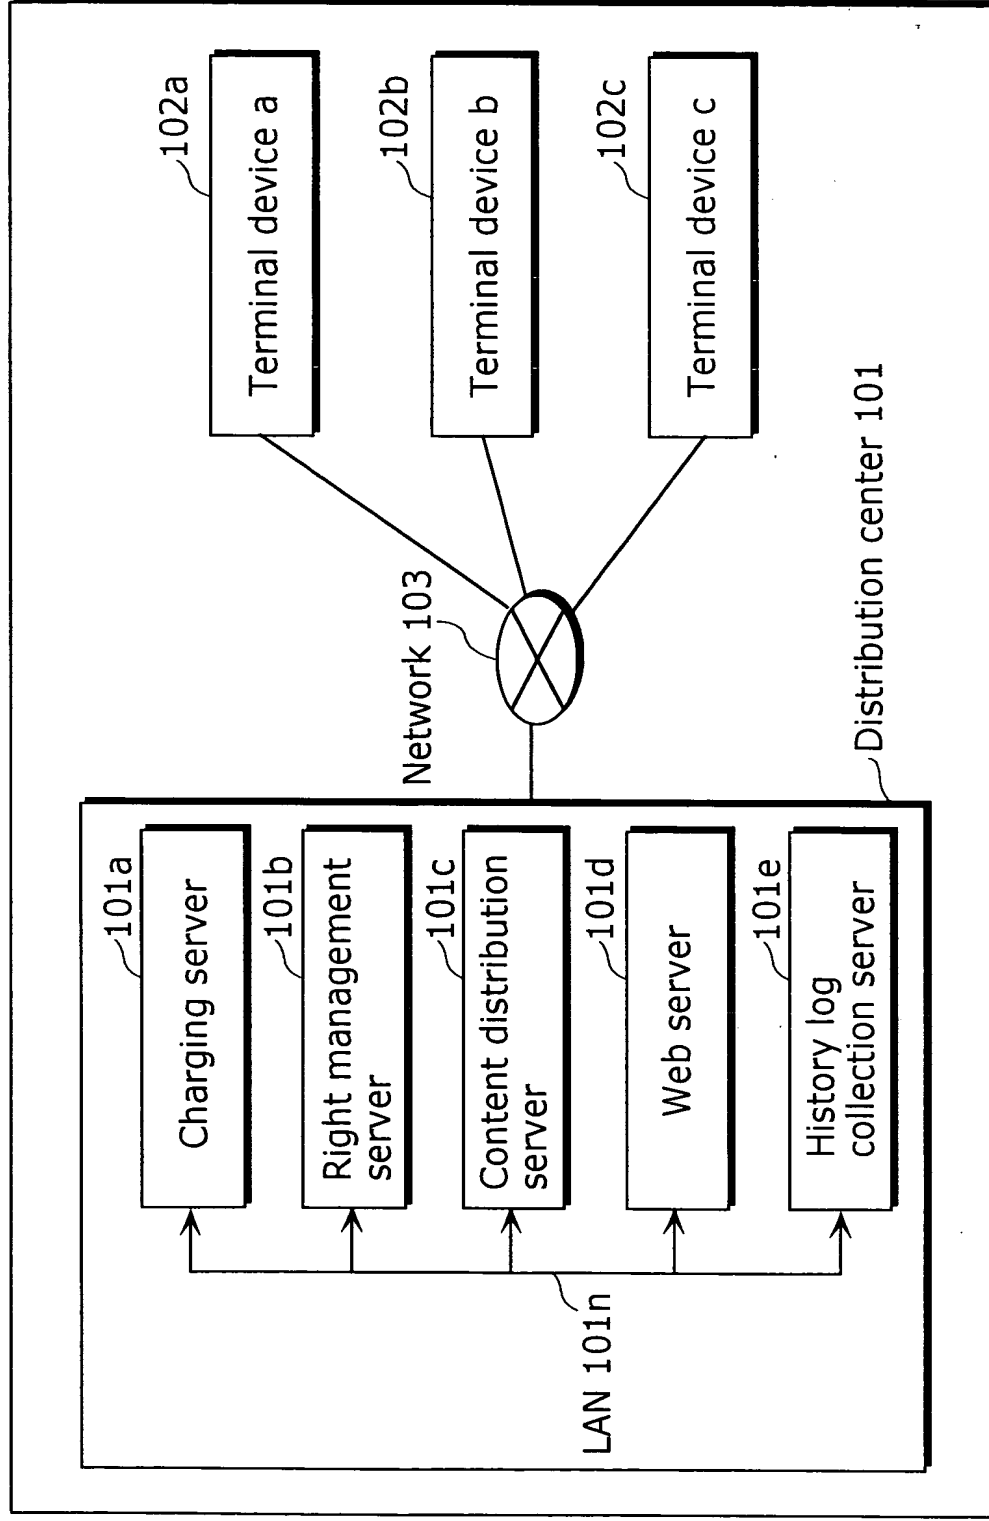 101a
Charging server
101b
Right management
server
101c
Content distribution
server
101d
Web server
101e
History log
collection server
LAN 101n
Network 103
Distribution center 101
102a
Terminal device a
102b
Terminal device b
102c
Terminal device c